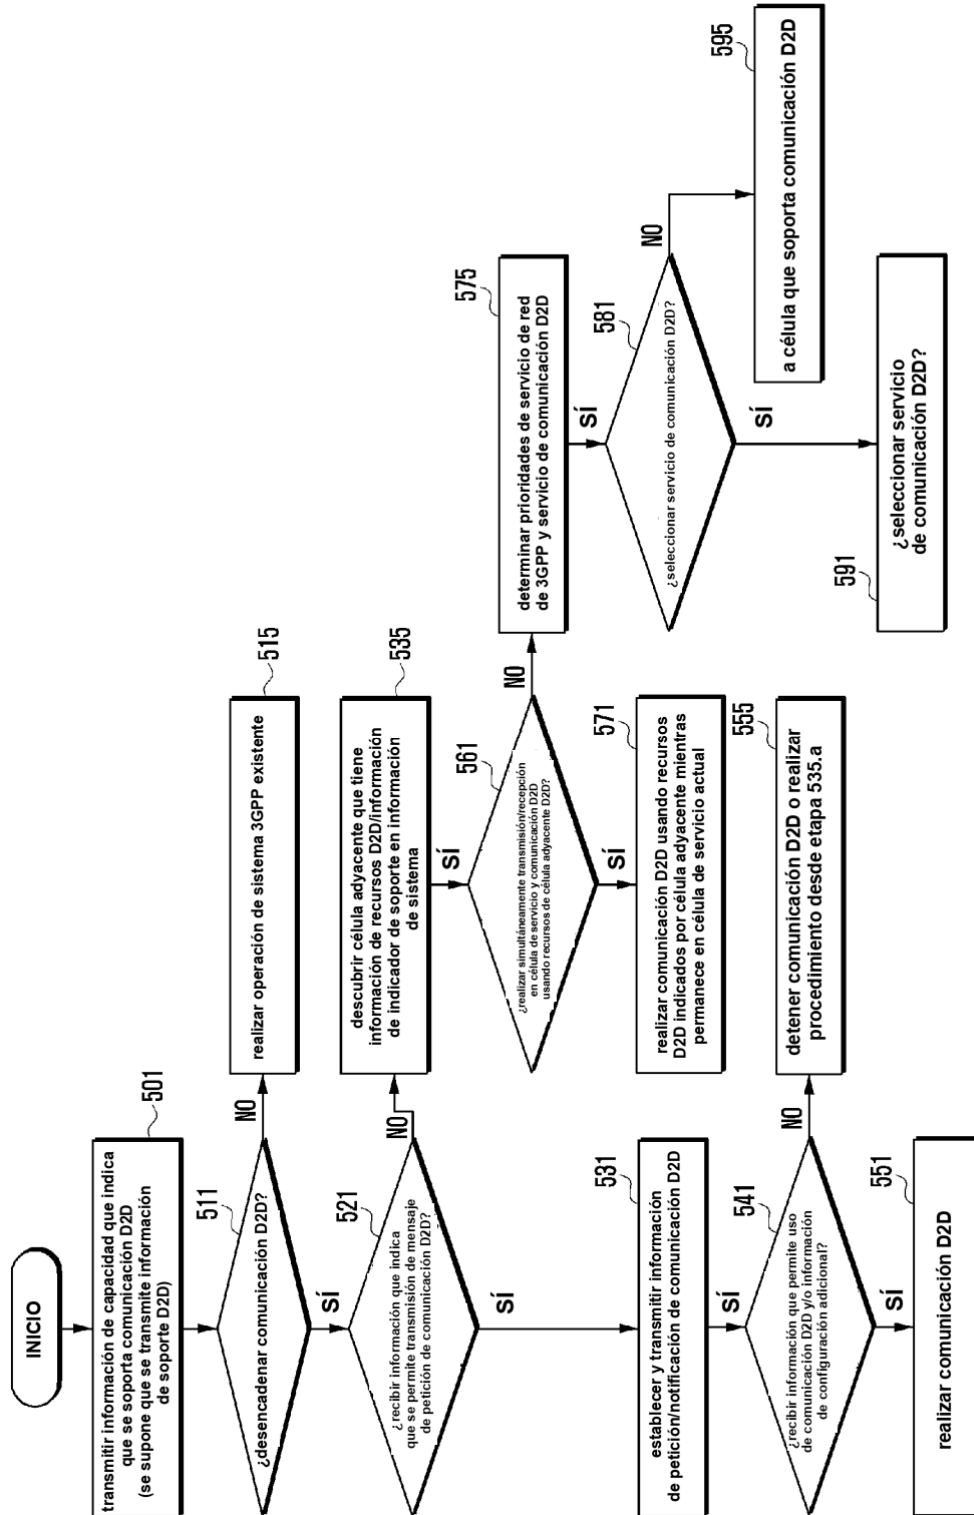 INICIO
501
transmitir información de capacidad que indica
que se soporta comunicación D2D
(se supone que se transmite información
de soporte D2D)
511
¿desencadenar comunicación D2D?
NO
515
realizar operación de sistema 3GPP existente
SÍ
521
¿recibir información que indica
que se permite transmisión de mensaje
de petición de comunicación D2D?
NO
535
descubrir célula adyacente que tiene
información de recursos D2D/información
de indicador de soporte en información
de sistema
SÍ
561
¿realizar simultáneamente transmisión/recepción
en célula de servicio y comunicación D2D
usando recursos de célula adyacente D2D?
NO
575
determinar prioridades de servicio de red
de 3GPP y servicio de comunicación D2D
SÍ
581
¿seleccionar servicio de comunicación D2D?
NO
595
a célula que soporta comunicación D2D
SÍ
591
¿seleccionar servicio
de comunicación D2D?
SÍ
571
realizar comunicación D2D usando recursos
D2D indicados por célula adyacente mientras
permanece en célula de servicio actual
SÍ
531
establecer y transmitir información
de petición/notificación de comunicación D2D
SÍ
541
¿recibir información que permite uso
de comunicación D2D y/o información
de configuración adicional?
NO
555
detener comunicación D2D o realizar
procedimiento desde etapa 535.a
SÍ
551
realizar comunicación D2D